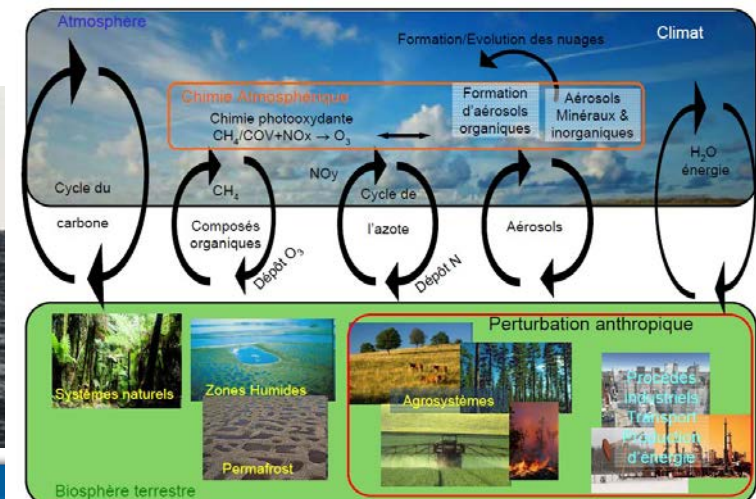 Atmosphère
Climat
Formation/Evolution des nuages
Chimie Atmosphérique
Chimie photooxydante
CH₄/COV+NOx → O₃
Formation
d'aérosols
organiques
Aérosols
Minéraux &
inorganiques
Cycle du
carbone
CH₄
Composés
organiques
Dépôt O₃
NOy
Cycle de
l'azote
Dépôt N
Aérosols
H₂O
énergie
Perturbation anthropique
Systèmes naturels
Zones Humides
Permafrost
Agrosystèmes
Procédés
Industriels
Transport
Production
d'énergie
Biosphère terrestre